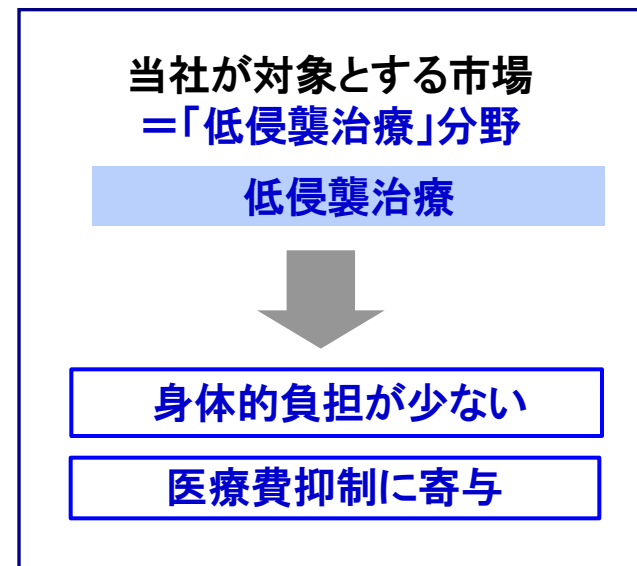 当社が対象とする市場
＝「低侵襲治療」分野
低侵襲治療
身体的負担が少ない
医療費抑制に寄与